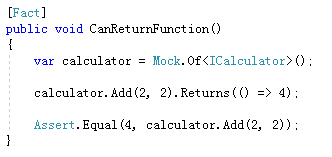 [Fact]
public void CanReturnFunction()
{
    var calculator = Mock.Of<ICalculator>();
    calculator.Add(2, 2).Returns(() => 4);
    Assert.Equal(4, calculator.Add(2, 2));
}